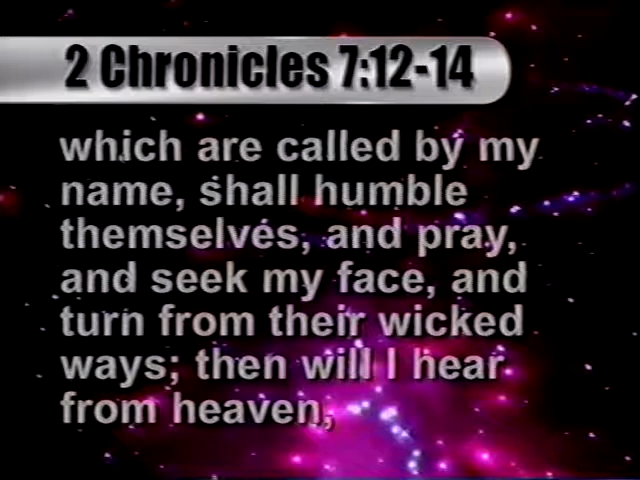 2 Chronicles 7:12-14
which are called by my
name, shall humble
themselves, and pray,
and seek my face, and
turn from their wicked
ways; then will I hear
from heaven,